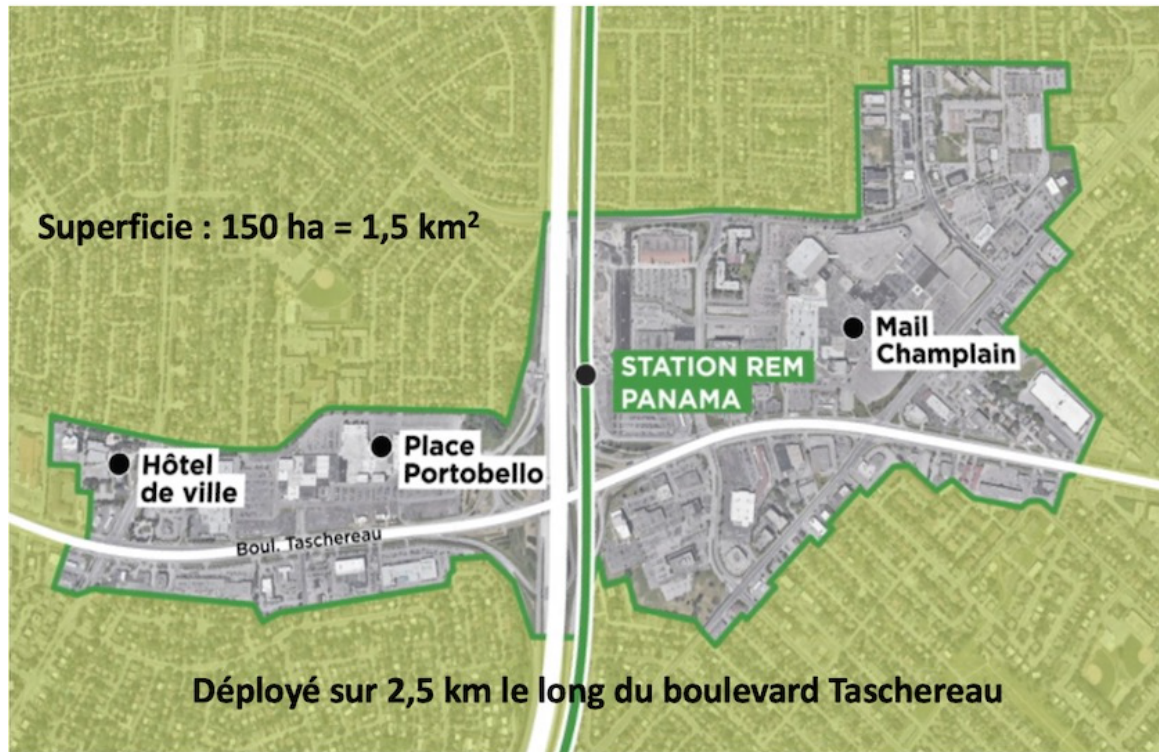 Superficie : 150 ha = 1,5 km²
Mail
Champlain
STATION REM
PANAMA
Place
Portobello
Hôtel
de ville
Boul. Taschereau
Déployé sur 2,5 km le long du boulevard Taschereau